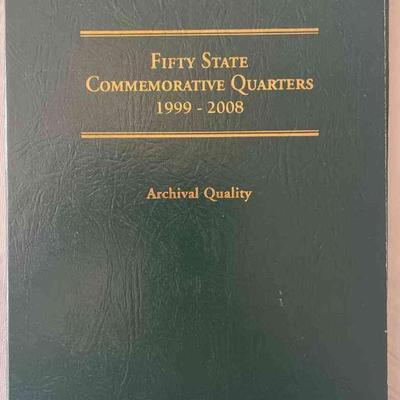 Fifty State
Commemorative Quarters
1999 - 2008
Archival Quality